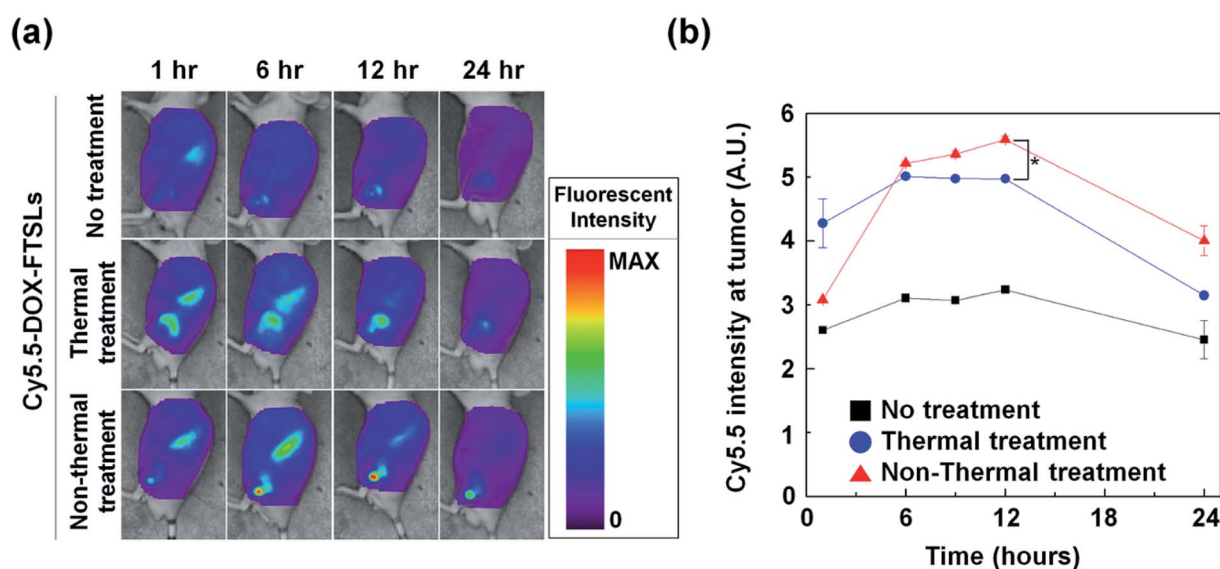 (a)
1 hr 6 hr 12 hr 24 hr
Cy5.5-DOX-FTSLs
No treatment
Thermal
treatment
Non-thermal
treatment
Fluorescent
Intensity
MAX
0
(b)
Cy5.5 intensity at tumor (A.U.)
6
5
4
3
2
1
0
*
No treatment
Thermal treatment
Non-Thermal treatment
0 6 12 18 24
Time (hours)